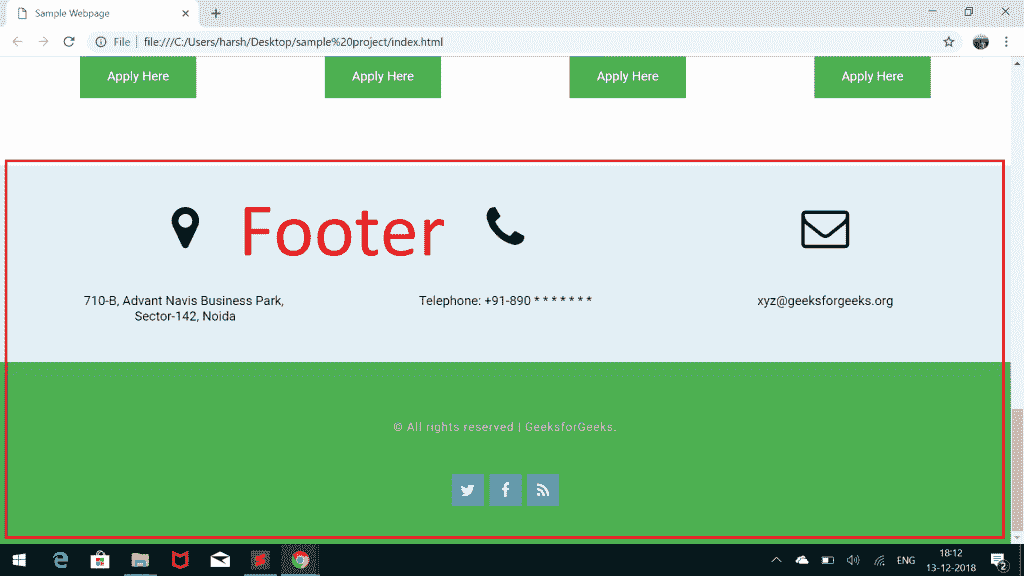 Sample Webpage
File | file:///C:/Users/harsh/Desktop/sample%20project/index.html
Apply Here Apply Here Apply Here Apply Here
Footer
710-B, Advant Navis Business Park,
Sector-142, Noida
Telephone: +91-890 * * * * * * *
xyz@geeksforgeeks.org
© All rights reserved | GeeksforGeeks.
ENG
18:12
13-12-2018
2